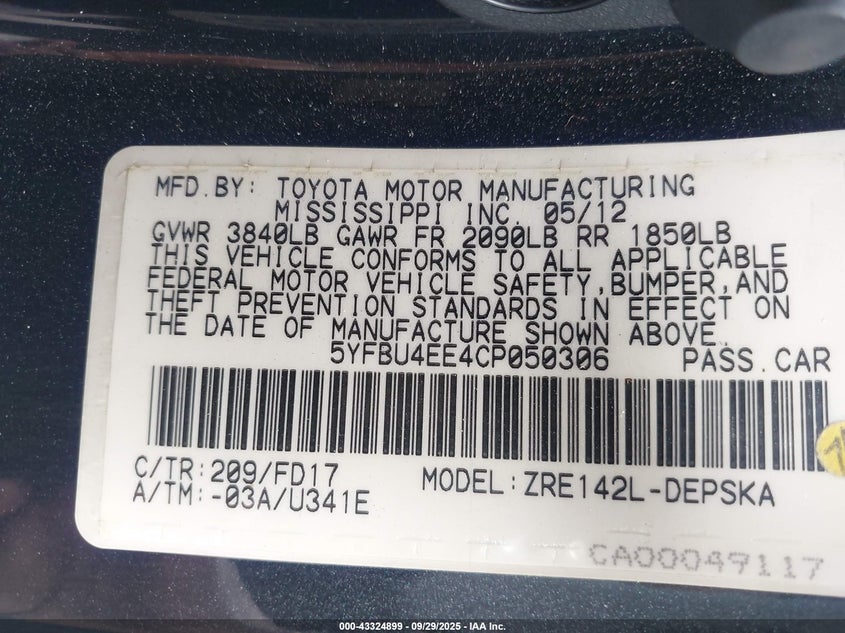 MFD.BY: TOYOTA MOTOR MANUFACTURING
MISSISSIPPI INC. 05/12
GVWR 3840LB GAWR FR 2090LB RR 1850LB
THIS VEHICLE CONFORMS TO ALL APPLICABLE
FEDERAL MOTOR VEHICLE SAFETY,BUMPER,AND
THEFT PREVENTION STANDARDS IN EFFECT ON
THE DATE OF MANUFACTURE SHOWN ABOVE.
5YFBU4EE4CP050306 PASS.CAR
C/TR:209/FD17 MODEL:ZRE142L-DEPSKA
A/TM:-03A/U341E
CA00049117
000-43324899 | 09/29/2025 - IAA Inc.